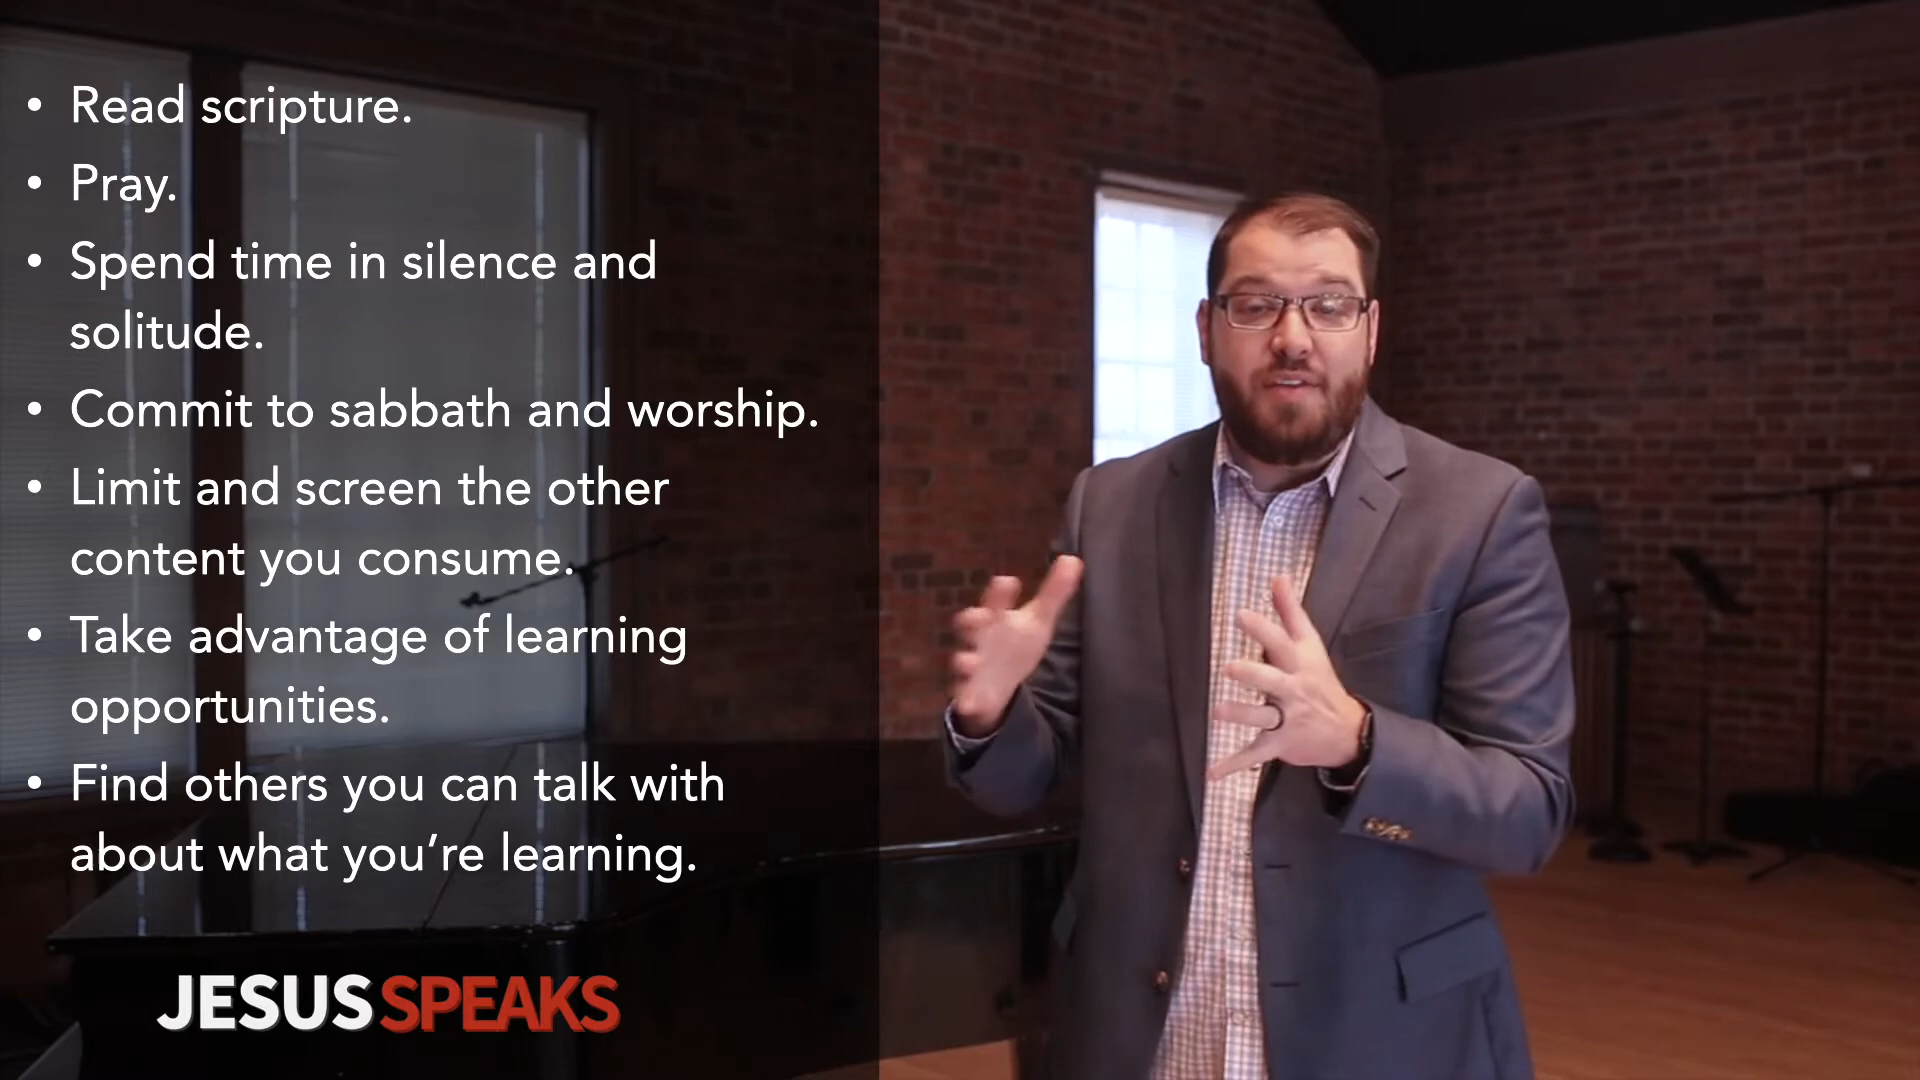 • Read scripture.
• Pray.
• Spend time in silence and
solitude.
• Commit to sabbath and worship.
• Limit and screen the other
content you consume.
• Take advantage of learning
opportunities.
• Find others you can talk with
about what you’re learning.
JESUS SPEAKS